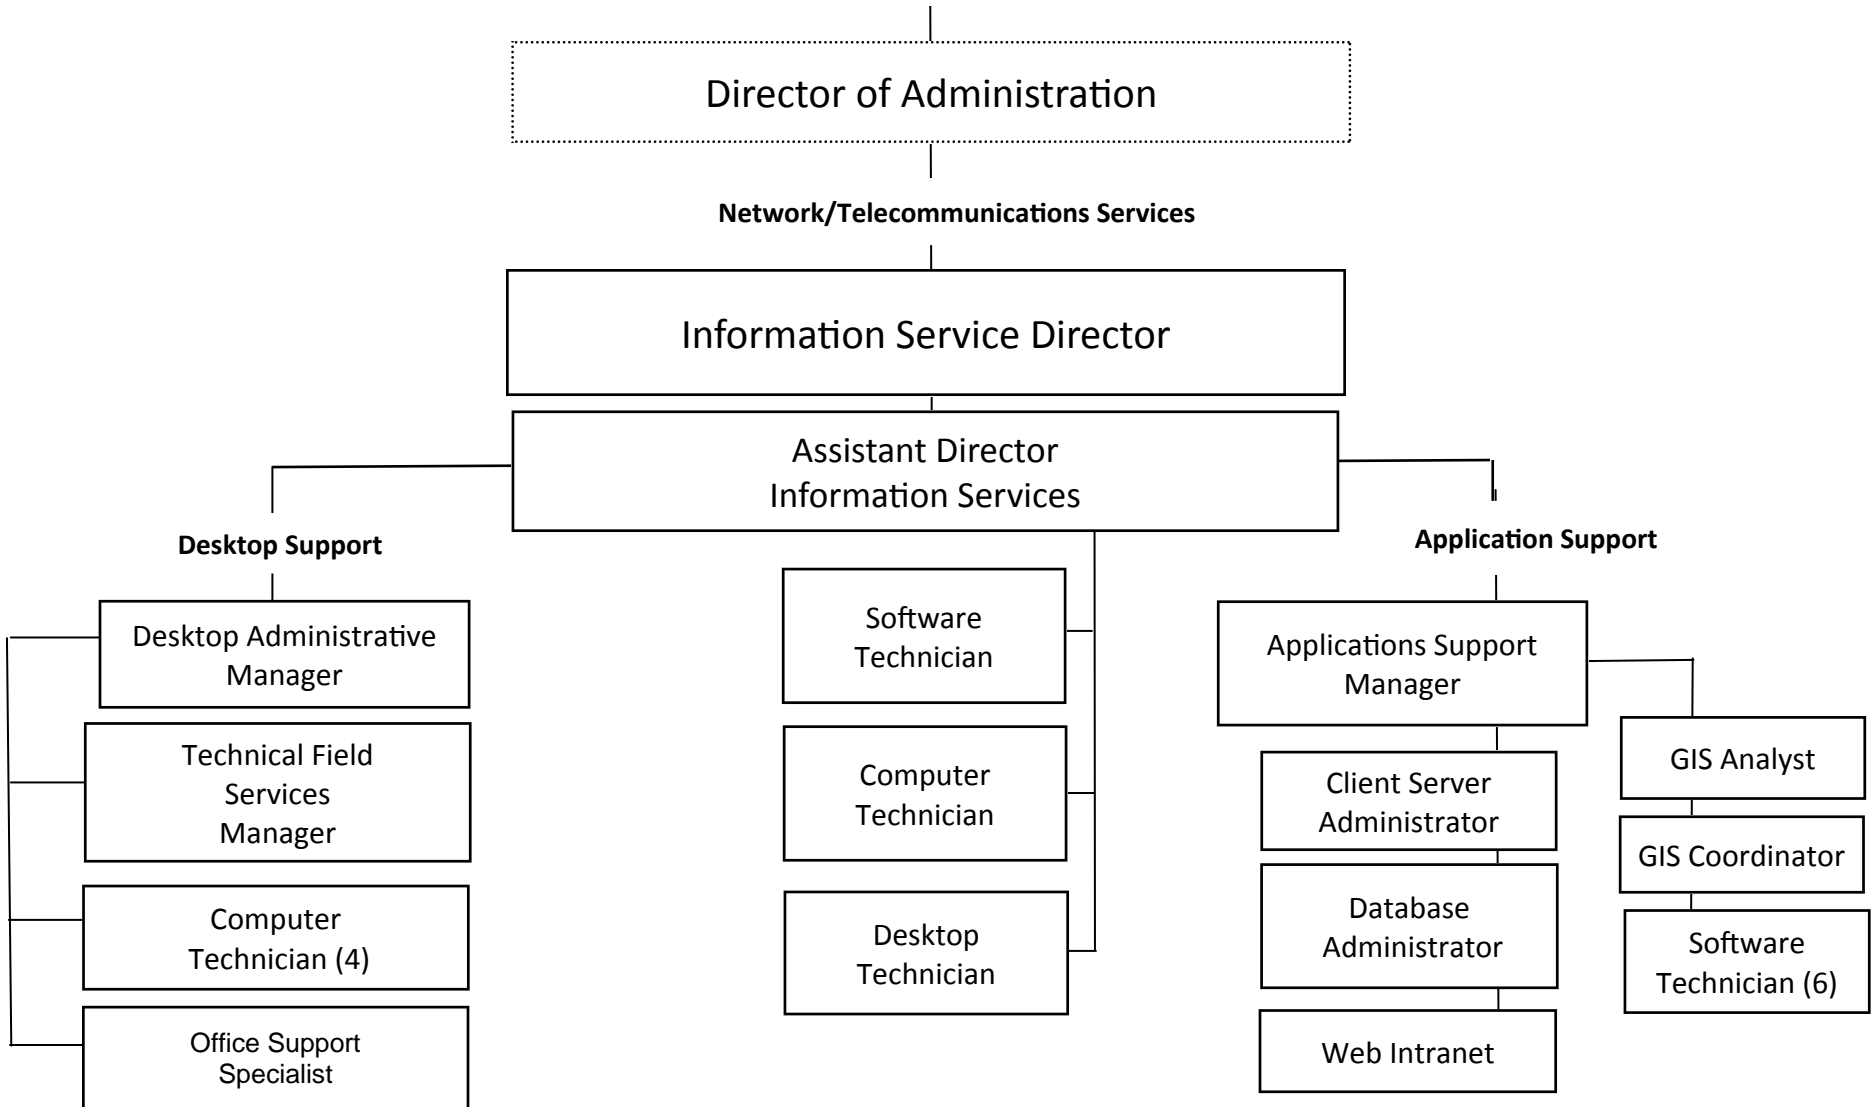 Director of Administration
Network/Telecommunications Services
Information Service Director
Assistant Director
Information Services
Desktop Support
Desktop Administrative
Manager
Technical Field
Services
Manager
Computer
Technician (4)
Office Support
Specialist
Software
Technician
Computer
Technician
Desktop
Technician
Application Support
Applications Support
Manager
Client Server
Administrator
Database
Administrator
Web Intranet
GIS Analyst
GIS Coordinator
Software
Technician (6)